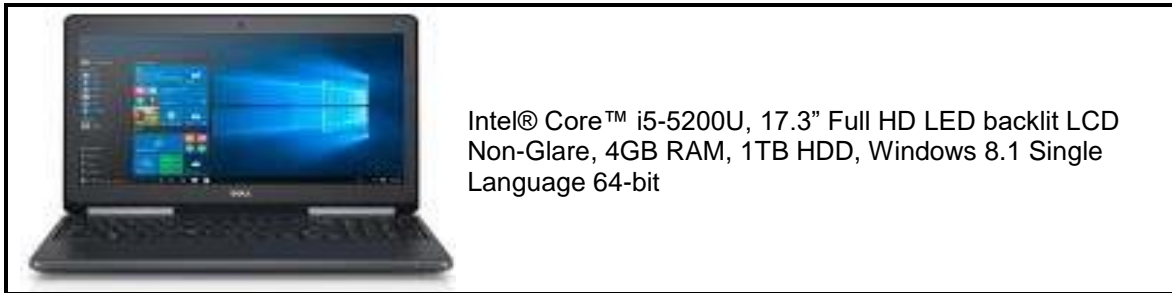 Intel® Core™ i5-5200U, 17.3” Full HD LED backlit LCD
Non-Glare, 4GB RAM, 1TB HDD, Windows 8.1 Single
Language 64-bit
DELL